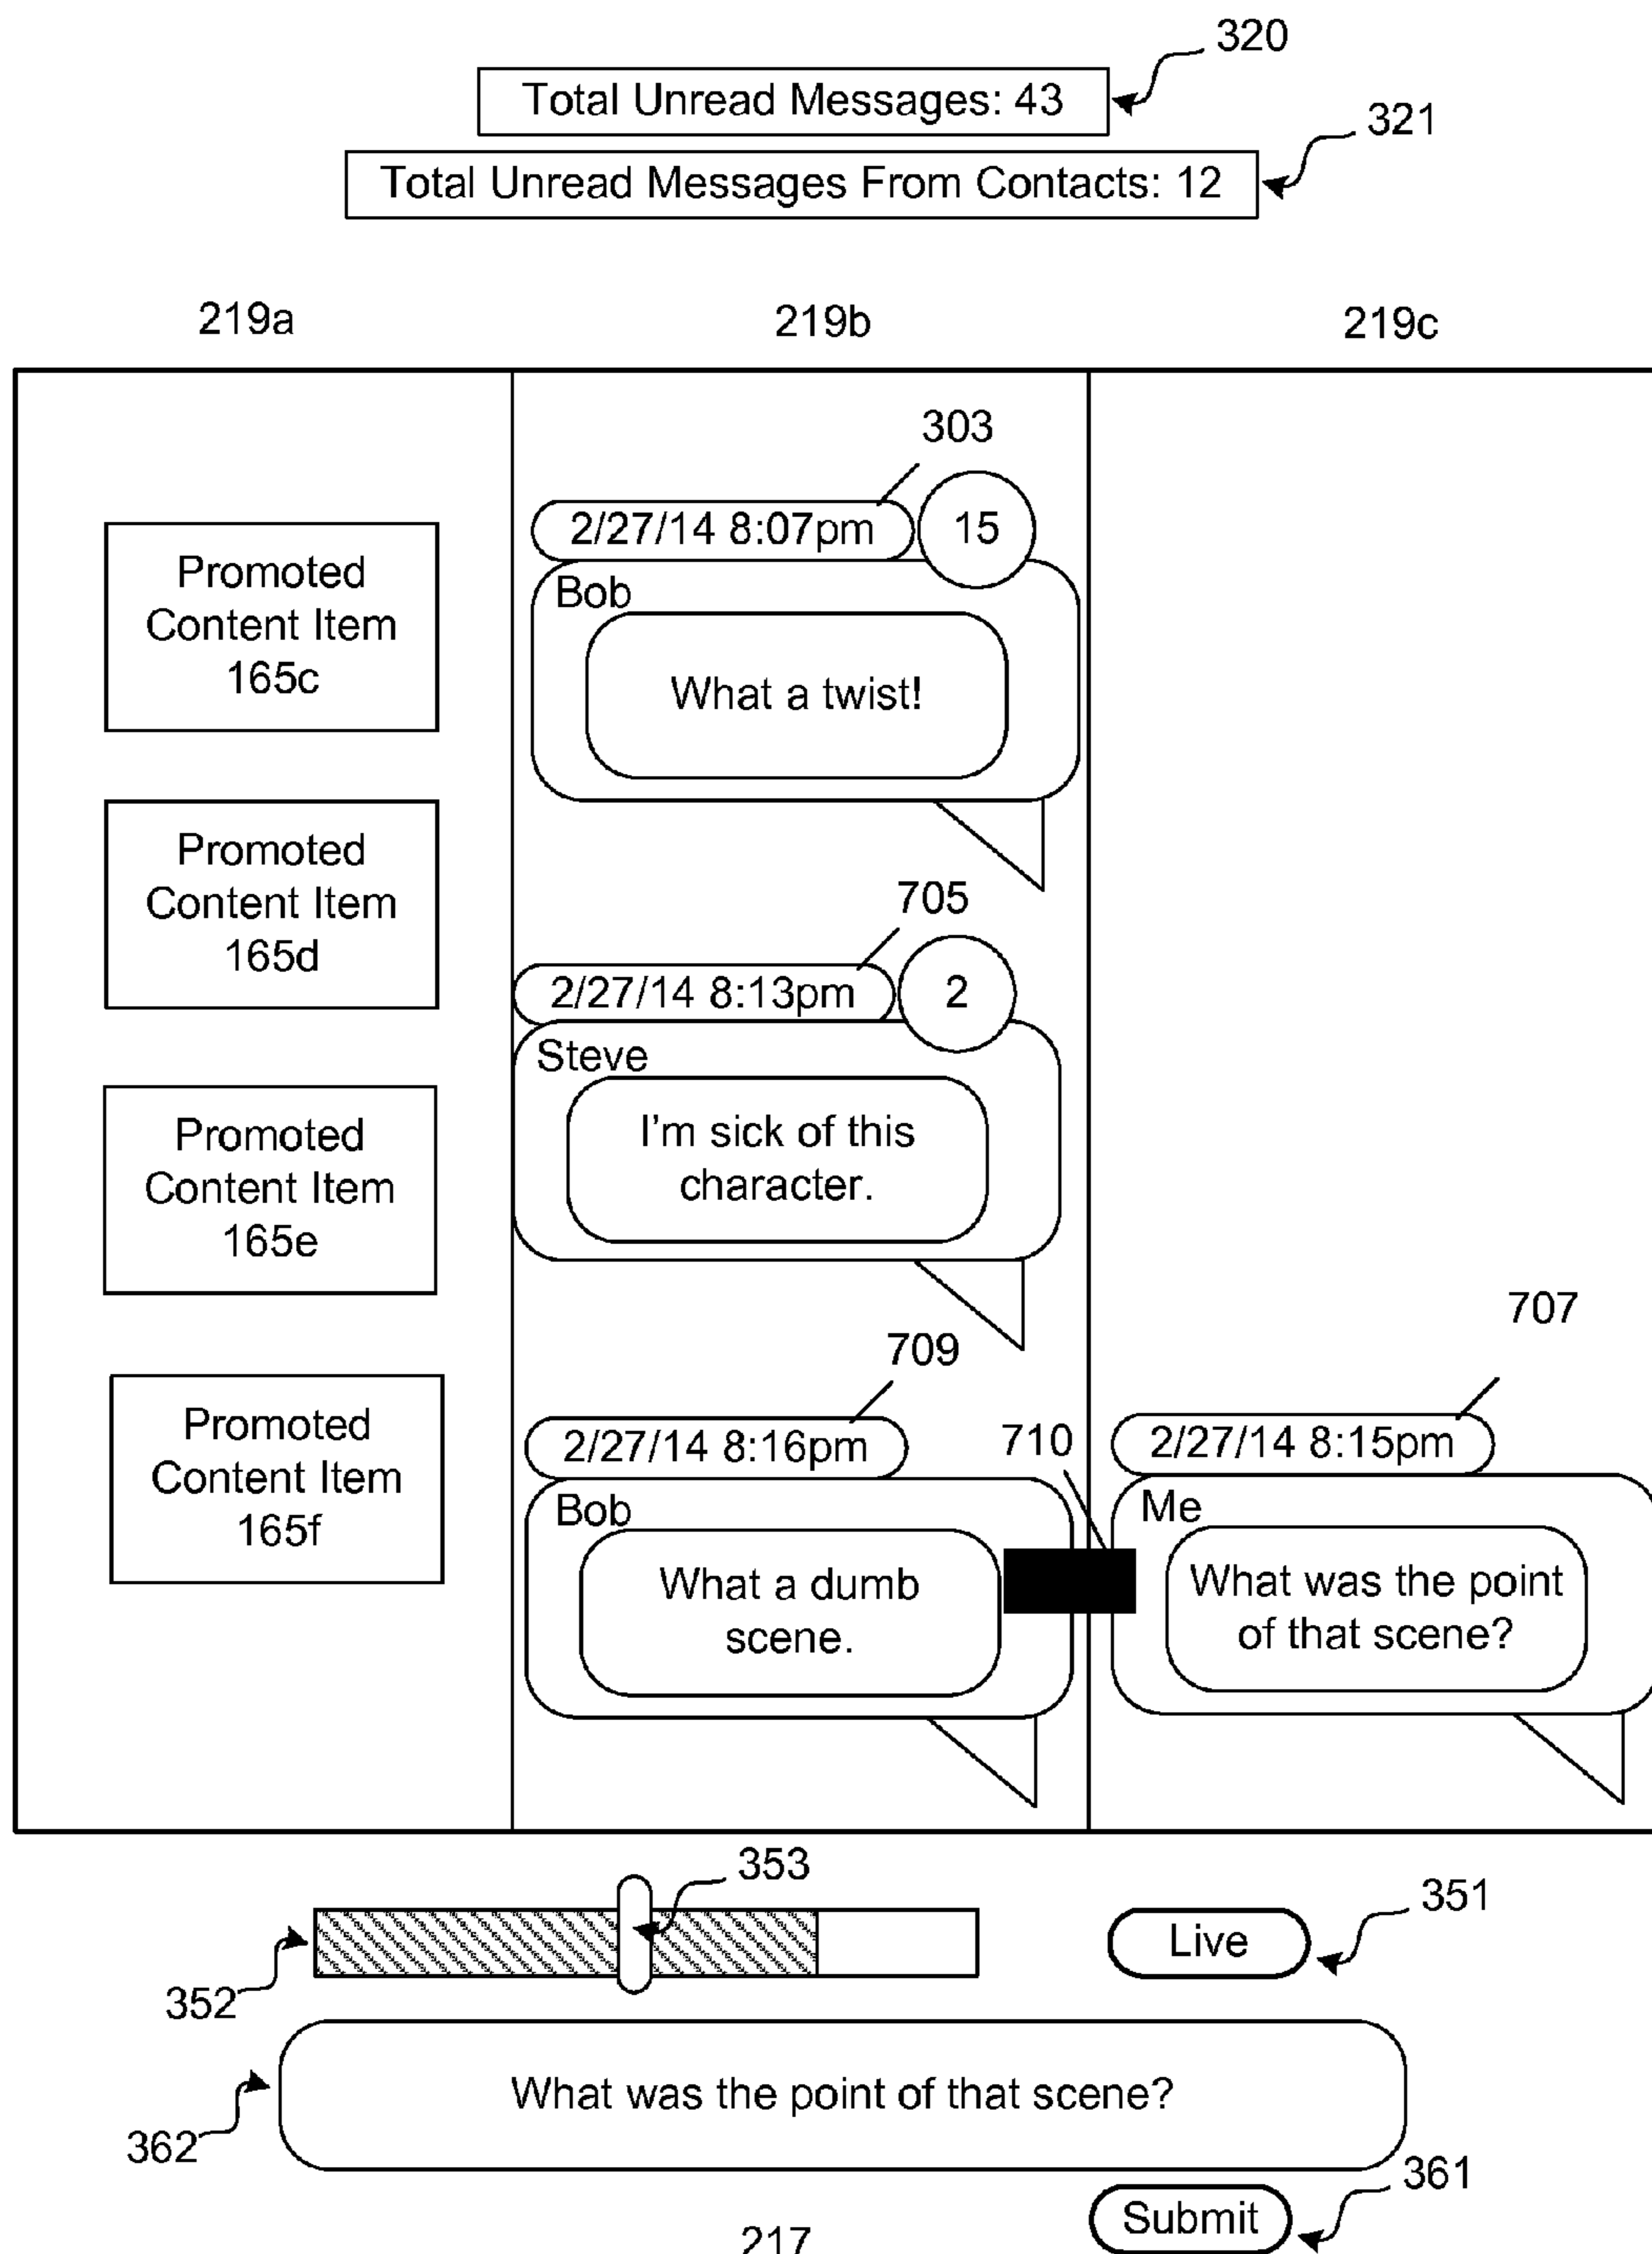 320
Total Unread Messages: 43
321
Total Unread Messages From Contacts: 12
219a
219b
219c
303
2/27/14 8:07pm
15
Bob
What a twist!
Promoted
Content Item
165c
Promoted
Content Item
165d
705
2/27/14 8:13pm
2
Steve
I'm sick of this
character.
Promoted
Content Item
165e
707
709
2/27/14 8:16pm
710
2/27/14 8:15pm
Promoted
Content Item
165f
Bob
What a dumb
scene.
Me
What was the point
of that scene?
353
351
Live
352
What was the point of that scene?
362
361
Submit
217